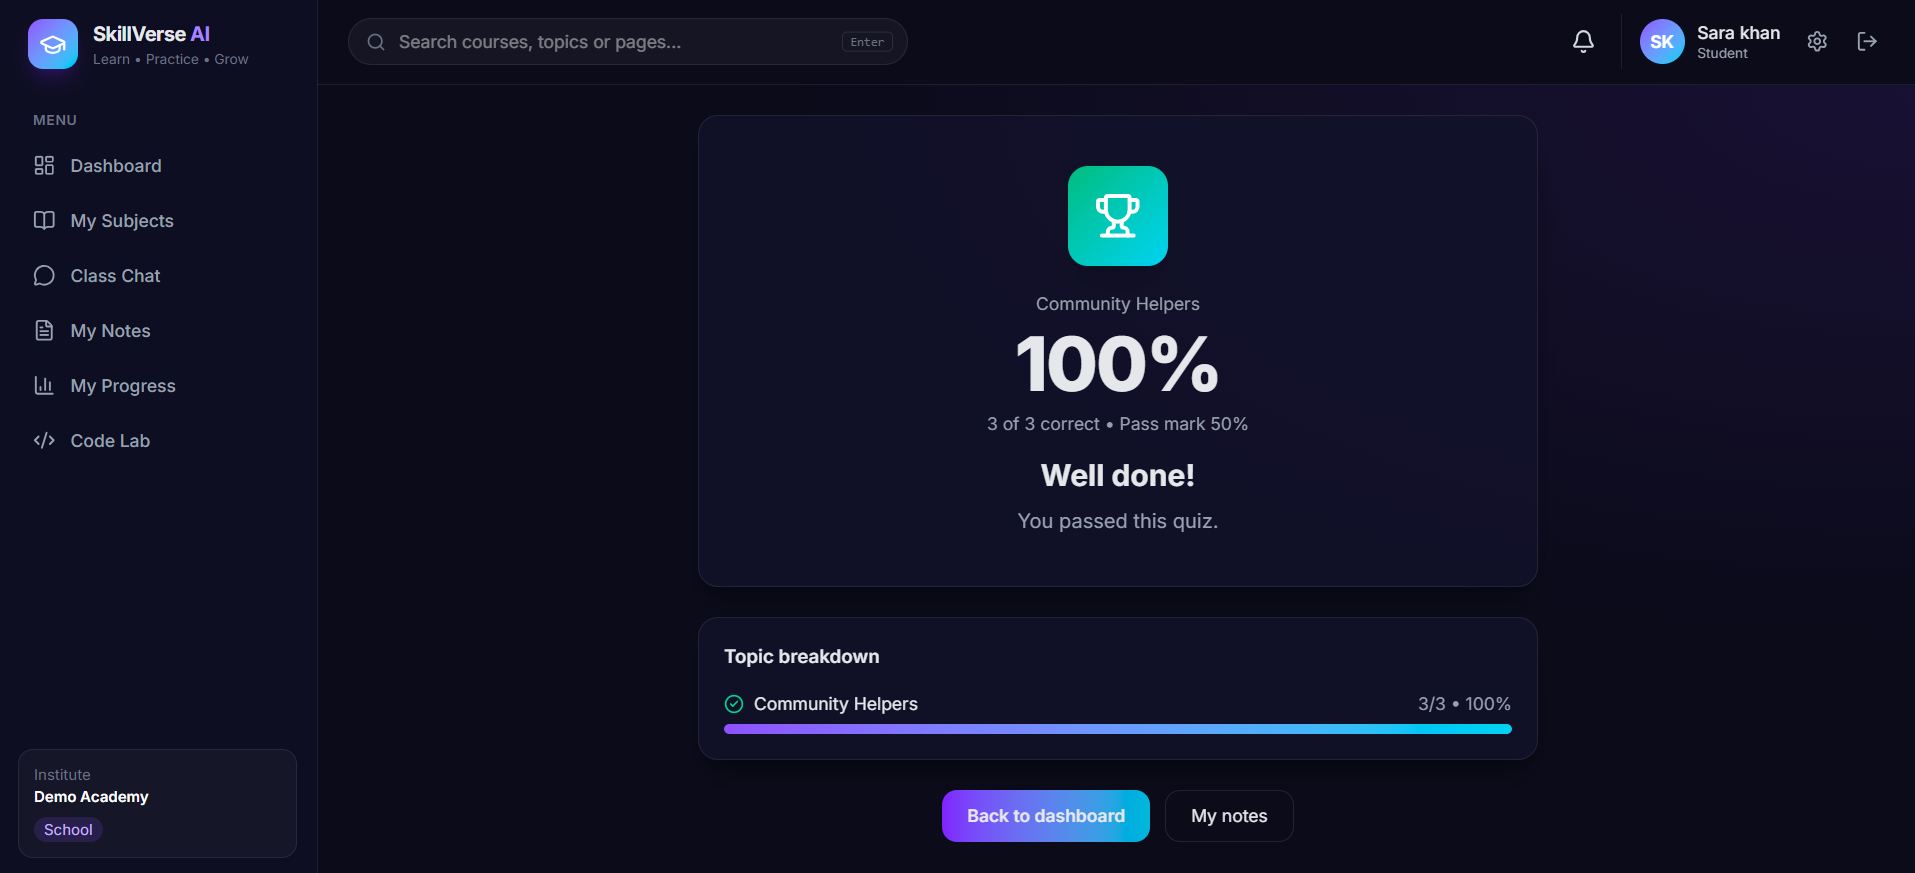 SkillVerse AI
Learn • Practice • Grow
MENU
Dashboard
My Subjects
Class Chat
My Notes
My Progress
Code Lab
Institute
Demo Academy
School
Search courses, topics or pages...
Enter
SK
Sara khan
Student
Community Helpers
100%
3 of 3 correct • Pass mark 50%
Well done!
You passed this quiz.
Topic breakdown
Community Helpers
3/3 • 100%
Back to dashboard
My notes